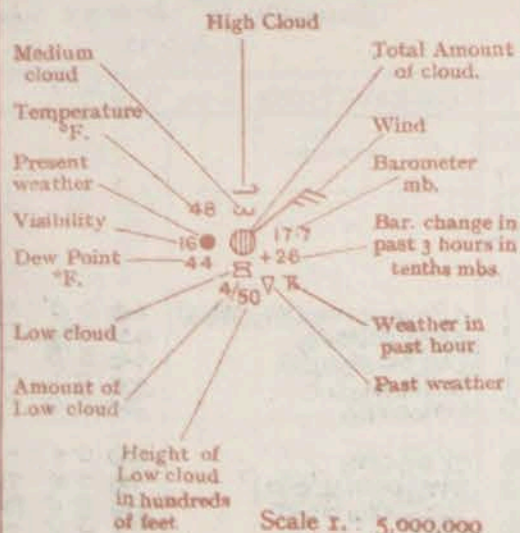 High Cloud
Medium
cloud
Total Amount
of cloud.
Temperature
°F.
Wind
Present
weather
Barometer
mb.
48
Visibility
16
17.7
Bar. change in
past 3 hours in
tenths mbs.
Dew Point
°F.
44
+26
4/50
Low cloud
Weather in
past hour
Amount of
Low cloud
Past weather
Height of
Low cloud
in hundreds
of feet
Scale 1. : 5,000,000